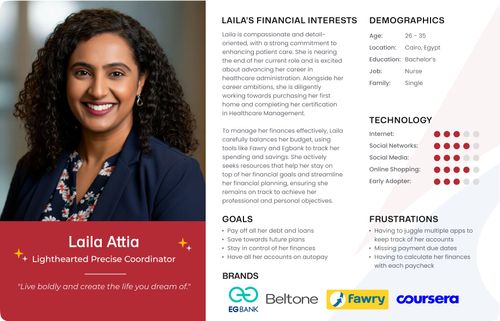 LAILA'S FINANCIAL INTERESTS
Laila is compassionate and detail-
oriented, with a strong commitment to
enhancing patient care. She is nearing
the end of her current role and is excited
about advancing her career in
healthcare administration. Alongside her
career ambitions, she is diligently
working towards purchasing her first
home and completing her certification
in Healthcare Management.
To manage her finances effectively, Laila
carefully balances her budget, using
tools like Fawry and Egbank to track her
spending and savings. She actively
seeks resources that help her stay on
top of her financial goals and streamline
her financial planning, ensuring she
remains on track to achieve her
professional and personal objectives.
DEMOGRAPHICS
Age: 26 - 35
Location: Cairo, Egypt
Education: Bachelor's
Job: Nurse
Family: Single
TECHNOLOGY
Internet:
Social Networks:
Social Media:
Online Shopping:
Early Adopter:
Laila Attia
Lighthearted Precise Coordinator
"Live boldly and create the life you dream of."
GOALS
• Pay off all her debt and loans
• Save towards future plans
• Stay in control of her finances
• Have all her accounts on autopay
FRUSTRATIONS
• Having to juggle multiple apps to
keep track of her accounts
• Missing payment due dates
• Having to calculate her finances
with each paycheck
BRANDS
EGBANK
Beltone
fawry
coursera